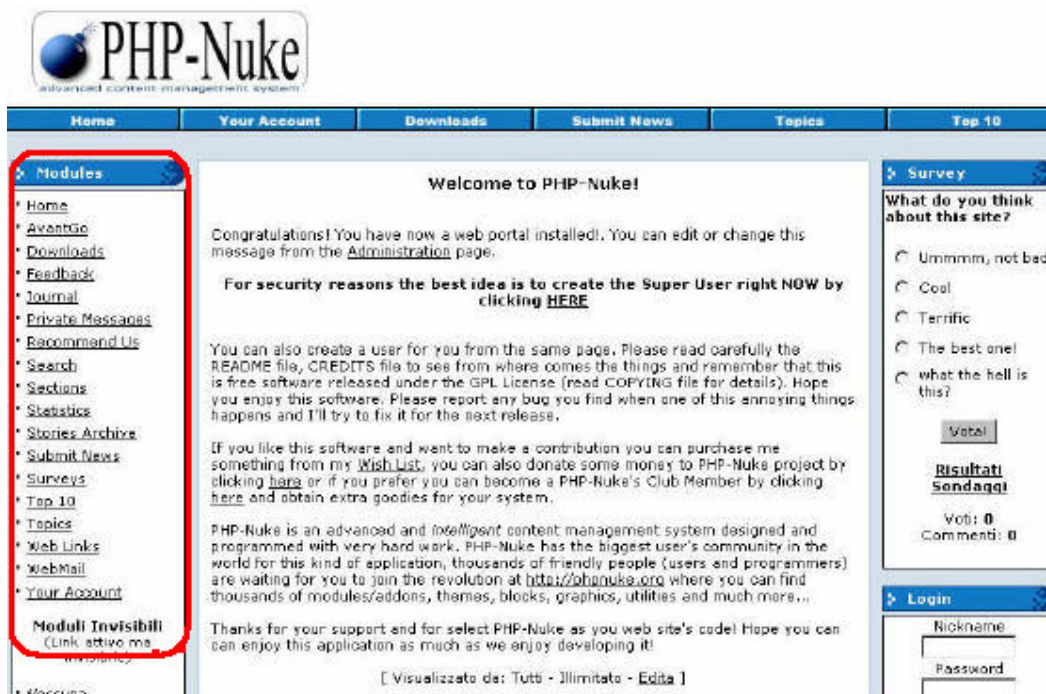 PHP-Nuke
advanced content management system
Home
Your Account
Downloads
Submit News
Topics
Top 10
Modules
Home
AvantGo
Downloads
Feedback
Journal
Private Messages
Recommend Us
Search
Sections
Statistics
Stories Archive
Submit News
Surveys
Top 10
Topics
Web Links
WebMail
Your Account
Moduli Invisibili
(Link attivo ma
invisibile)
Welcome to PHP-Nuke!
Congratulations! You have now a web portal installed!. You can edit or change this
message from the Administration page.
For security reasons the best idea is to create the Super User right NOW by
clicking HERE
You can also create a user for you from the same page. Please read carefully the
README file, CREDITS file to see from where comes the things and remember that this
is free software released under the GPL License (read COPYING file for details). Hope
you enjoy this software. Please report any bug you find when one of this annoying things
happens and I'll try to fix it for the next release.
If you like this software and want to make a contribution you can purchase me
something from my Wish List, you can also donate some money to PHP-Nuke project by
clicking here or if you prefer you can become a PHP-Nuke's Club Member by clicking
here and obtain extra goodies for your system.
PHP-Nuke is an advanced and intelligent content management system designed and
programmed with very hard work. PHP-Nuke has the biggest user's community in the
world for this kind of application, thousands of friendly people (users and programmers)
are waiting for you to join the revolution at http://phpnuke.org where you can find
thousands of modules/addons, themes, blocks, graphics, utilities and much more...
Thanks for your support and for select PHP-Nuke as you web site's code! Hope you can
can enjoy this application as much as we enjoy developing it!
[ Visualizzato da: Tutti - Illimitato - Edita ]
Survey
What do you think
about this site?
Ummmm, not bad
Cool
Terrific
The best one!
what the hell is
this?
Vota!
Risultati
Sondaggi
Voti: 0
Commenti: 0
Login
Nickname
Password